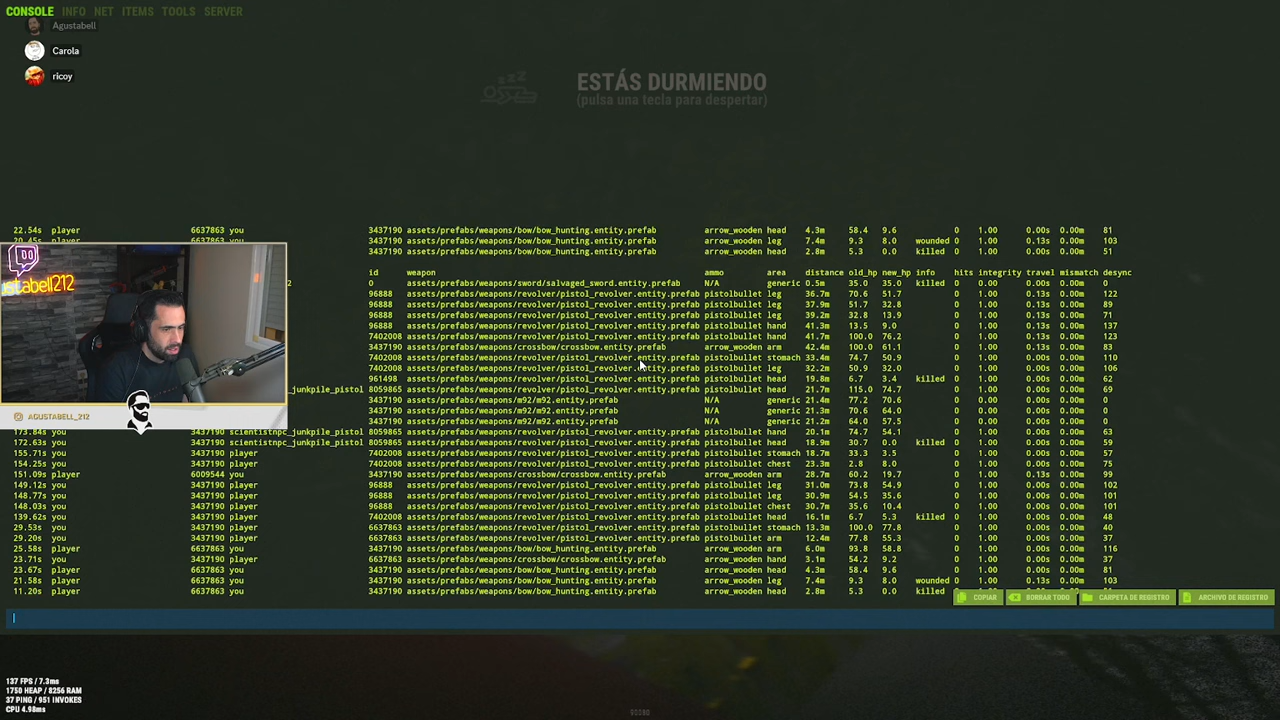 CONSOLE INFO NET ITEMS TOOLS SERVER
Agustabell
Carola
ricoy
ESTÁS DURMIENDO
(pulsa una tecla para despertar)
22.54s player 6637863 you 3437190 assets/prefabs/weapons/bow/bow_hunting.entity.prefab arrow_wooden head 4.3m 58.4 9.6 0 1.00 0.00s 0.00m 81
20.45s player 6637863 you 3437190 assets/prefabs/weapons/bow/bow_hunting.entity.prefab arrow_wooden leg 7.4m 9.3 8.0 wounded 0 1.00 0.13s 0.00m 103
3437190 assets/prefabs/weapons/bow/bow_hunting.entity.prefab arrow_wooden head 2.8m 5.3 0.0 killed 0 1.00 0.00s 0.00m 51
id weapon ammo area distance old_hp new_hp info hits integrity travel mismatch desync
2 0 assets/prefabs/weapons/sword/salvaged_sword.entity.prefab N/A generic 0.5m 35.0 35.0 killed 0 1.00 0.00s 0.00m 0
96888 assets/prefabs/weapons/revolver/pistol_revolver.entity.prefab pistolbullet leg 36.7m 70.6 51.7 0 1.00 0.13s 0.00m 122
96888 assets/prefabs/weapons/revolver/pistol_revolver.entity.prefab pistolbullet leg 37.9m 51.7 32.8 0 1.00 0.13s 0.00m 89
96888 assets/prefabs/weapons/revolver/pistol_revolver.entity.prefab pistolbullet leg 39.2m 32.8 13.9 0 1.00 0.13s 0.00m 71
96888 assets/prefabs/weapons/revolver/pistol_revolver.entity.prefab pistolbullet hand 41.3m 13.5 9.0 0 1.00 0.13s 0.00m 137
7402008 assets/prefabs/weapons/revolver/pistol_revolver.entity.prefab pistolbullet hand 41.7m 100.0 76.2 0 1.00 0.13s 0.00m 123
3437190 assets/prefabs/weapons/crossbow/crossbow.entity.prefab arrow_wooden arm 42.4m 100.0 61.1 0 1.00 0.13s 0.00m 83
7402008 assets/prefabs/weapons/revolver/pistol_revolver.entity.prefab pistolbullet stomach 33.4m 74.7 50.9 0 1.00 0.00s 0.00m 110
7402008 assets/prefabs/weapons/revolver/pistol_revolver.entity.prefab pistolbullet leg 32.2m 50.9 32.0 0 1.00 0.00s 0.00m 106
961498 assets/prefabs/weapons/revolver/pistol_revolver.entity.prefab pistolbullet head 19.8m 6.7 3.4 killed 0 1.00 0.00s 0.00m 62
_junkpile_pistol 8059865 assets/prefabs/weapons/revolver/pistol_revolver.entity.prefab pistolbullet hand 21.7m 115.0 74.7 0 1.00 0.00s 0.00m 69
3437190 assets/prefabs/weapons/m92/m92.entity.prefab N/A generic 21.4m 77.2 70.6 0 1.00 0.00s 0.00m 0
3437190 assets/prefabs/weapons/m92/m92.entity.prefab N/A generic 21.3m 70.6 64.0 0 1.00 0.00s 0.00m 0
3437190 assets/prefabs/weapons/m92/m92.entity.prefab N/A generic 21.2m 64.0 57.5 0 1.00 0.00s 0.00m 0
173.84s you 3437190 scientistnpc_junkpile_pistol 8059865 assets/prefabs/weapons/revolver/pistol_revolver.entity.prefab pistolbullet hand 20.1m 74.7 54.1 0 1.00 0.00s 0.00m 63
172.63s you 3437190 scientistnpc_junkpile_pistol 8059865 assets/prefabs/weapons/revolver/pistol_revolver.entity.prefab pistolbullet head 18.9m 30.7 0.0 killed 0 1.00 0.00s 0.00m 59
155.71s you 3437190 player 7402008 assets/prefabs/weapons/revolver/pistol_revolver.entity.prefab pistolbullet stomach 18.7m 33.3 3.5 0 1.00 0.00s 0.00m 57
154.25s you 3437190 player 7402008 assets/prefabs/weapons/revolver/pistol_revolver.entity.prefab pistolbullet chest 23.3m 2.8 8.0 0 1.00 0.00s 0.00m 75
151.09s player 6009544 you 3437190 assets/prefabs/weapons/crossbow/crossbow.entity.prefab arrow_wooden arm 28.7m 60.2 19.7 0 1.00 0.13s 0.00m 99
149.12s you 3437190 player 96888 assets/prefabs/weapons/revolver/pistol_revolver.entity.prefab pistolbullet leg 31.0m 73.8 54.9 0 1.00 0.00s 0.00m 102
148.77s you 3437190 player 96888 assets/prefabs/weapons/revolver/pistol_revolver.entity.prefab pistolbullet leg 30.9m 54.5 35.6 0 1.00 0.00s 0.00m 101
148.03s you 3437190 player 96888 assets/prefabs/weapons/revolver/pistol_revolver.entity.prefab pistolbullet chest 30.7m 35.6 10.4 0 1.00 0.00s 0.00m 101
139.62s you 3437190 player 7402008 assets/prefabs/weapons/revolver/pistol_revolver.entity.prefab pistolbullet head 16.1m 6.7 5.3 killed 0 1.00 0.00s 0.00m 48
29.53s you 3437190 player 6637863 assets/prefabs/weapons/revolver/pistol_revolver.entity.prefab pistolbullet stomach 13.3m 100.0 77.8 0 1.00 0.00s 0.00m 40
29.20s you 3437190 player 6637863 assets/prefabs/weapons/revolver/pistol_revolver.entity.prefab pistolbullet arm 12.4m 77.8 55.3 0 1.00 0.00s 0.00m 37
25.58s player 6637863 you 3437190 assets/prefabs/weapons/bow/bow_hunting.entity.prefab arrow_wooden arm 6.0m 93.8 58.8 0 1.00 0.00s 0.00m 116
23.71s you 3437190 player 6637863 assets/prefabs/weapons/crossbow/crossbow.entity.prefab arrow_wooden hand 3.1m 54.2 9.2 0 1.00 0.00s 0.00m 37
23.67s player 6637863 you 3437190 assets/prefabs/weapons/bow/bow_hunting.entity.prefab arrow_wooden head 4.3m 58.4 9.6 0 1.00 0.00s 0.00m 81
21.58s player 6637863 you 3437190 assets/prefabs/weapons/bow/bow_hunting.entity.prefab arrow_wooden leg 7.4m 9.3 8.0 wounded 0 1.00 0.13s 0.00m 103
11.20s player 6637863 you 3437190 assets/prefabs/weapons/bow/bow_hunting.entity.prefab arrow_wooden head 2.8m 5.3 0.0 killed
stabell212
AGUSTABELL_212
COPIAR BORRAR TODO CARPETA DE REGISTRO ARCHIVO DE REGISTRO
137 FPS / 7.3ms
1750 HEAP / 8256 RAM
37 PING / 951 INVOKES
CPU 4.98ms